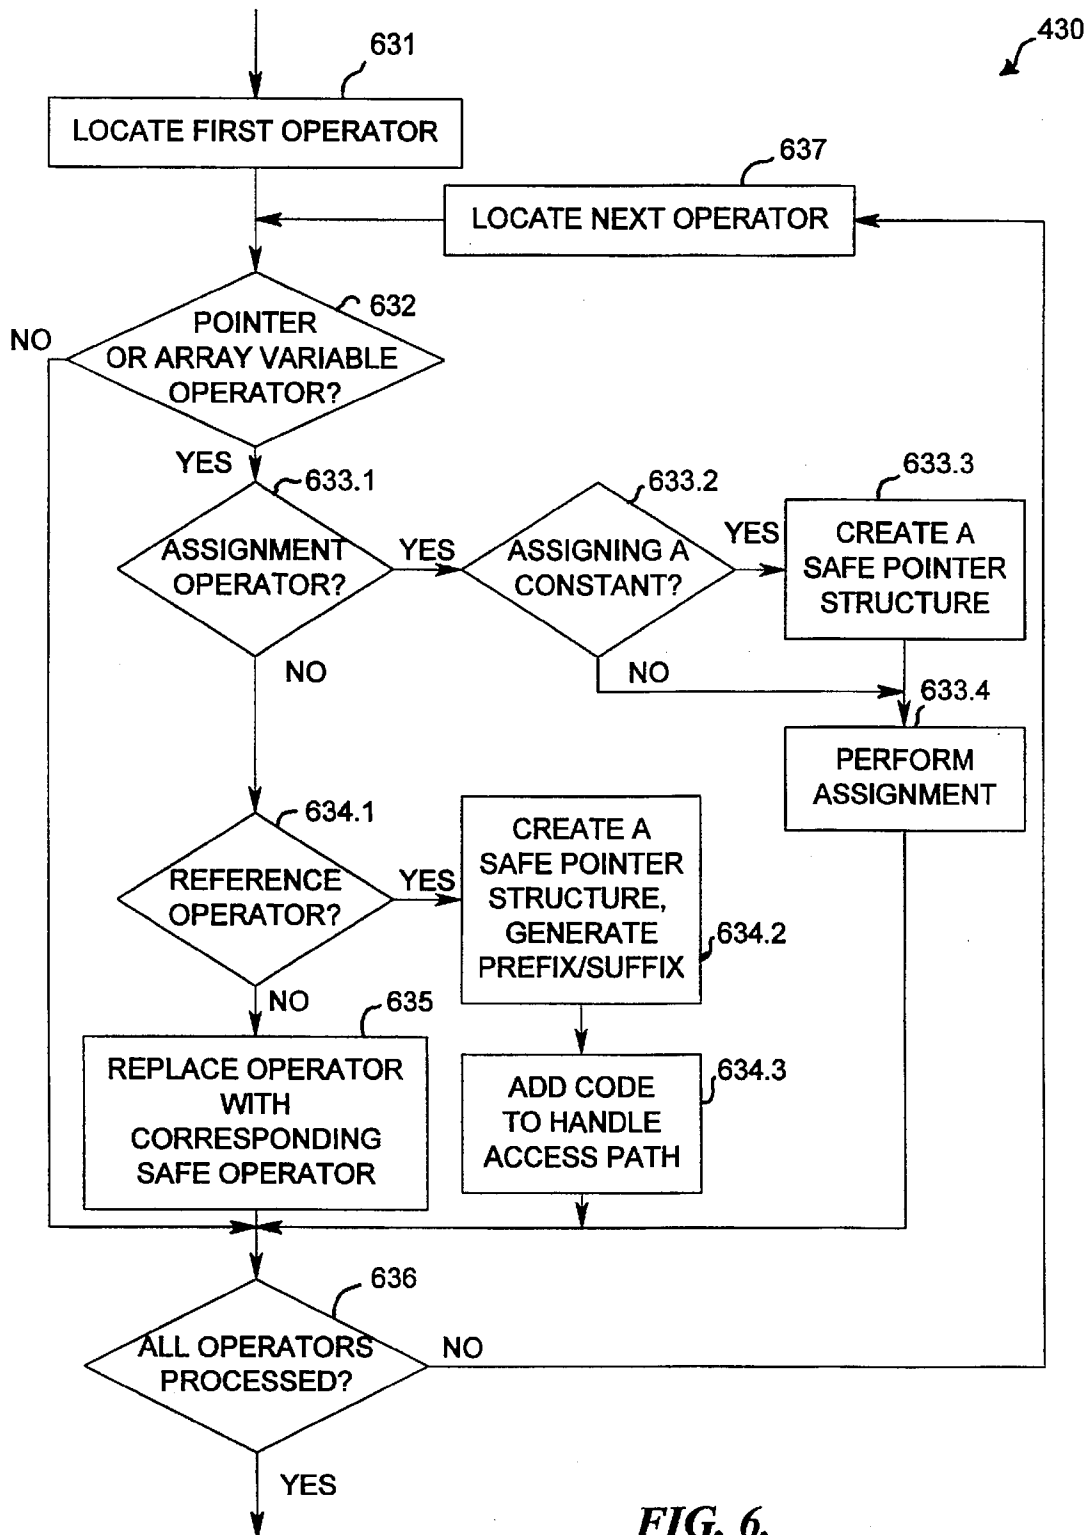 430
631
LOCATE FIRST OPERATOR
637
LOCATE NEXT OPERATOR
632
NO
POINTER
OR ARRAY VARIABLE
OPERATOR?
YES
633.1
ASSIGNMENT
OPERATOR?
YES
NO
633.2
ASSIGNING A
CONSTANT?
YES
NO
633.3
CREATE A
SAFE POINTER
STRUCTURE
633.4
PERFORM
ASSIGNMENT
634.1
REFERENCE
OPERATOR?
YES
NO
CREATE A
SAFE POINTER
STRUCTURE,
GENERATE
PREFIX/SUFFIX
634.2
635
REPLACE OPERATOR
WITH
CORRESPONDING
SAFE OPERATOR
ADD CODE
TO HANDLE
ACCESS PATH
634.3
636
ALL OPERATORS
PROCESSED?
NO
YES
FIG. 6.